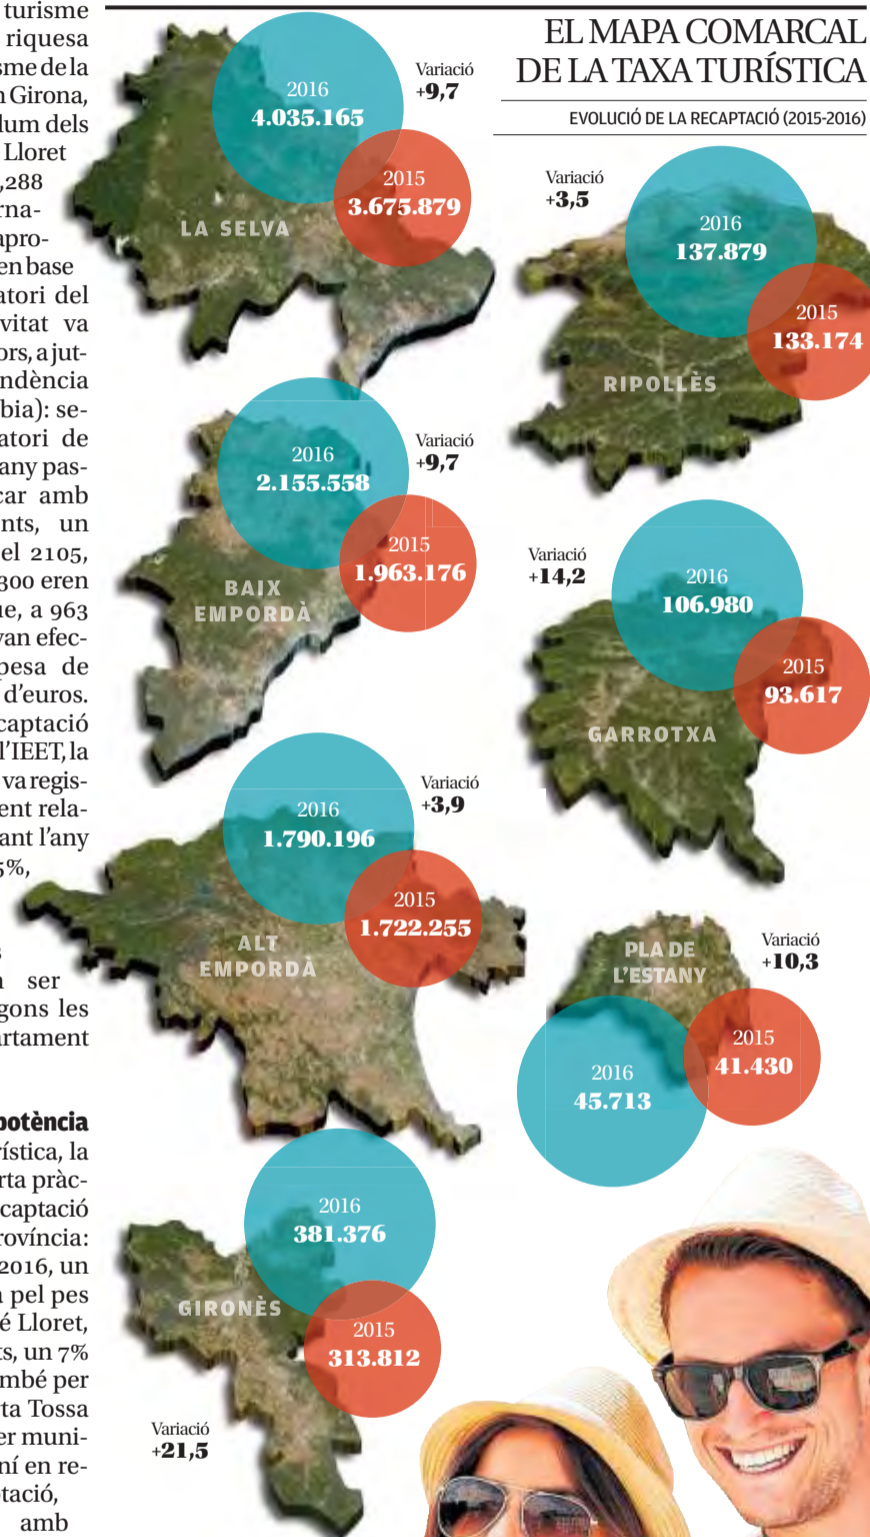 turisme
riquesa
sme de la
n Girona,
lum dels
Lloret
,288
rna-
apro-
en base
atori del
vitat va
ors, a jut-
ndència
bia): se-
atori de
any pas-
car amb
nts, un
el 2105,
300 eren
ue, a 963
van efec-
pesa de
d'euros.
captació
l'IEET, la
va regis-
ent rela-
ant l'any
5%,
ser
gons les
artament
potència
rística, la
rta pràc-
captació
rovíncia:
2016, un
a pel pes
é Lloret,
ts, un 7%
mbé per
rta Tossa
er muni-
ní en re-
ptació,
amb
EL MAPA COMARCAL
DE LA TAXA TURÍSTICA
EVOLUCIÓ DE LA RECAPTACIÓ (2015-2016)
2016
4.035.165
Variació
+9,7
2015
3.675.879
LA SELVA
Variació
+3,5
2016
137.879
2015
133.174
RIPOLLÈS
2016
2.155.558
Variació
+9,7
2015
1.963.176
BAIX
EMPORDÀ
Variació
+14,2
2016
106.980
2015
93.617
GARROTXA
2016
1.790.196
Variació
+3,9
2015
1.722.255
ALT
EMPORDÀ
PLA DE
L'ESTANY
Variació
+10,3
2015
41.430
2016
45.713
2016
381.376
GIRONÈS
2015
313.812
Variació
+21,5